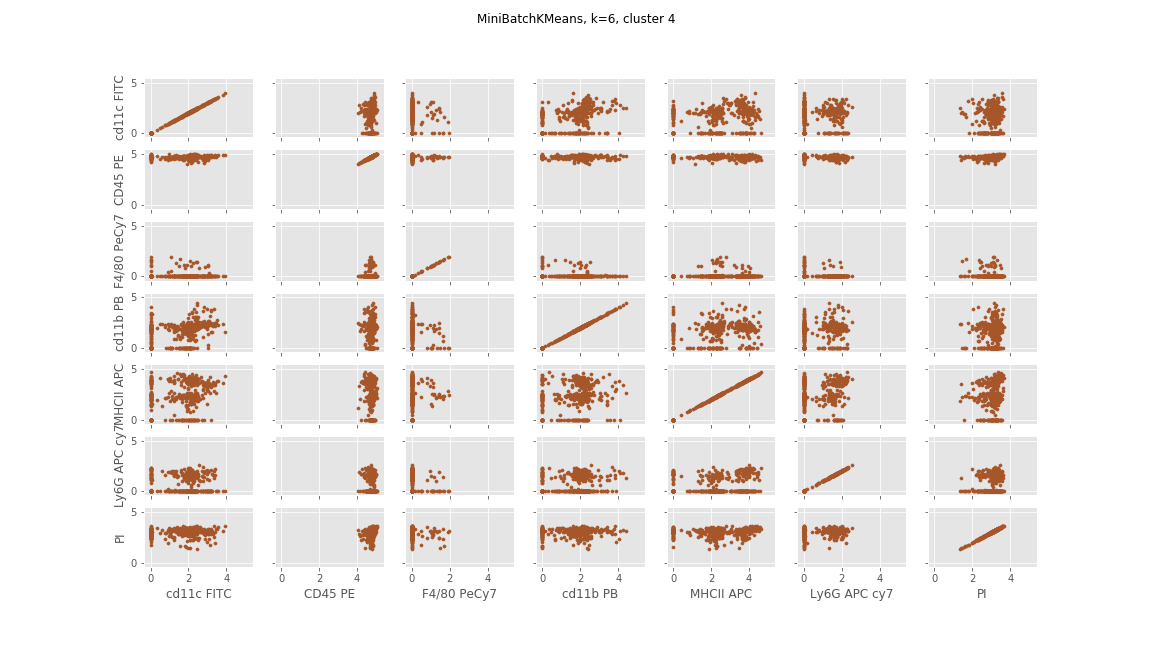 MiniBatchKMeans, k=6, cluster 4
cd11c FITC
5
0
CD45 PE
5
0
F4/80 PeCy7
5
0
cd11b PB
5
0
MHCII APC
5
0
Ly6G APC cy7
5
0
PI
5
0
0 2 4 0 2 4 0 2 4 0 2 4 0 2 4 0 2 4 0 2 4
cd11c FITC CD45 PE F4/80 PeCy7 cd11b PB MHCII APC Ly6G APC cy7 PI